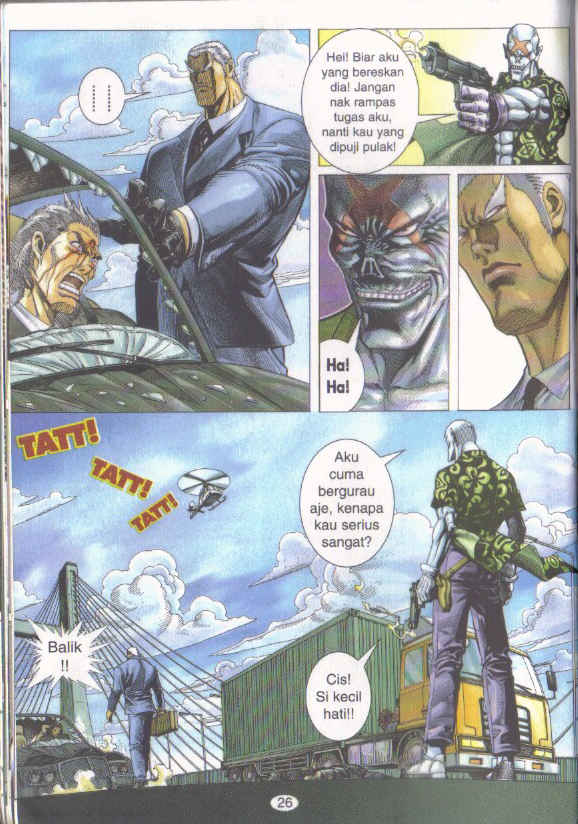 Hei! Biar aku
yang bereskan
dia! Jangan
nak rampas
tugas aku,
nanti kau yang
dipuji pulak!
Ha!
Ha!
TATT!
TATT!
TATT!
Aku
cuma
bergurau
aje, kenapa
kau serius
sangat?
Balik
!!
Cis!
Si kecil
hati!!
26